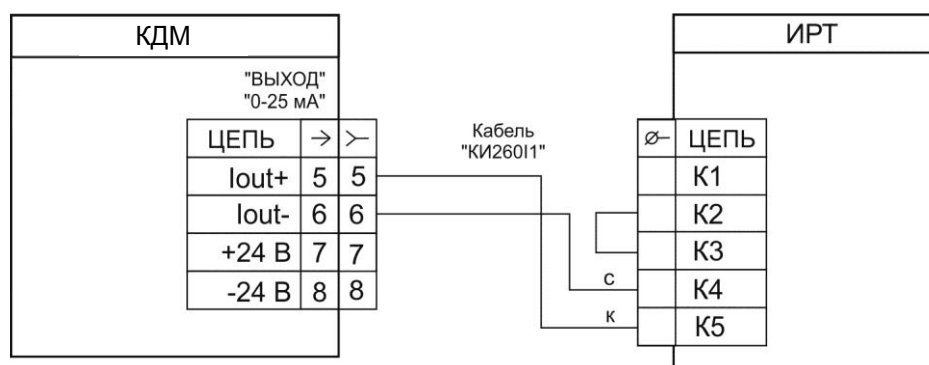 КДМ
ИРТ
"ВЫХОД"
"0-25 мА"
ЦЕПЬ
Iout+ 5 5
Iout- 6 6
+24 В 7 7
-24 В 8 8
Кабель
"КИ260I1"
с
к
ЦЕПЬ
К1
К2
К3
К4
К5